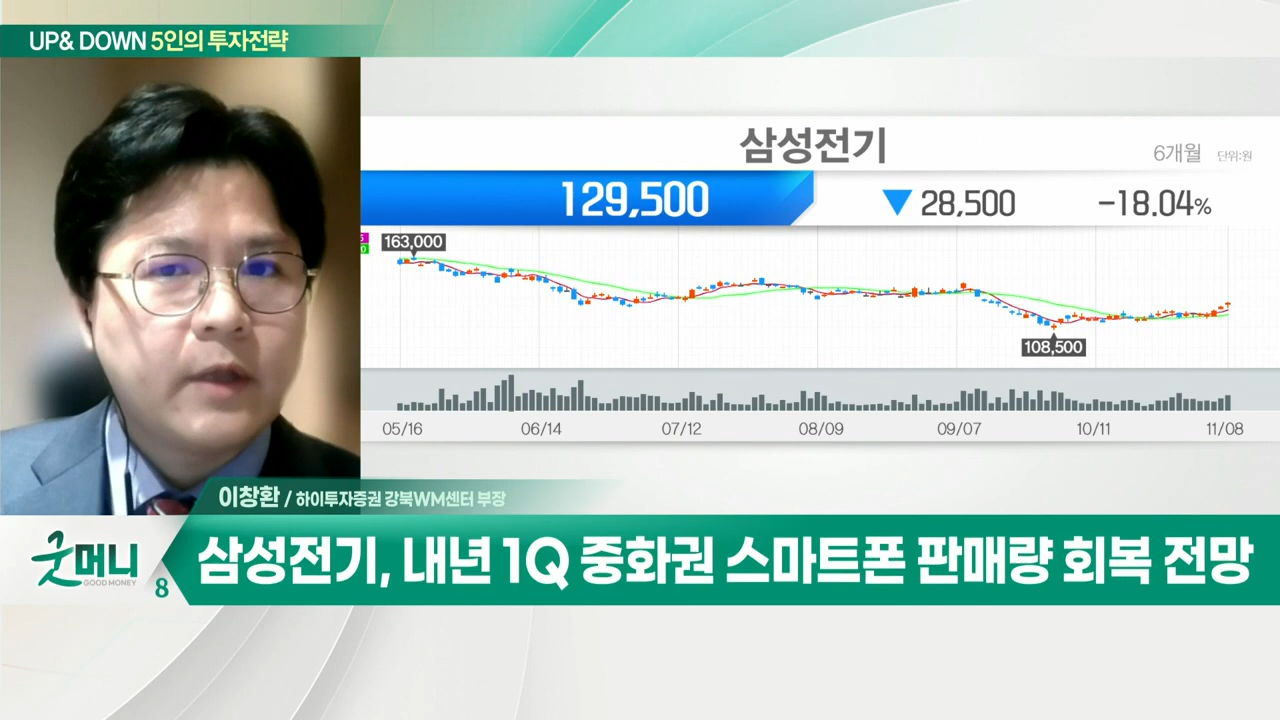 UP& DOWN 5인의 투자전략
삼성전기
6개월 단위:원
129,500 ▼ 28,500 -18.04%
163,000
108,500
05/16 06/14 07/12 08/09 09/07 10/11 11/08
이창환 / 하이투자증권 강북WM센터 부장
굿머니
GOOD MONEY
8
삼성전기, 내년 1Q 중화권 스마트폰 판매량 회복 전망